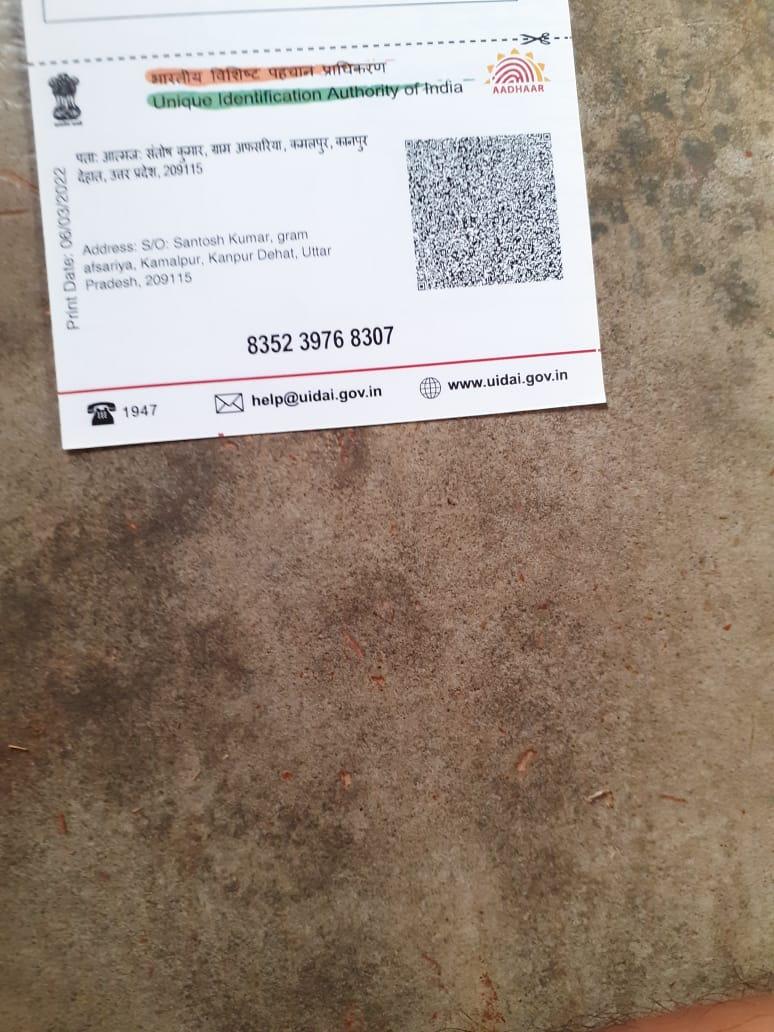 भारतीय विशिष्ट पहचान प्राधिकरण
Unique Identification Authority of India
AADHAAR
पता: आत्मज: संतोष कुमार, ग्राम अफसरिया, कमलपुर, कानपुर
देहात, उत्तर प्रदेश, 209115
Print Date: 06/03/2022
Address: S/O: Santosh Kumar, gram
afsariya, Kamalpur, Kanpur Dehat, Uttar
Pradesh, 209115
8352 3976 8307
1947
help@uidai.gov.in
www.uidai.gov.in